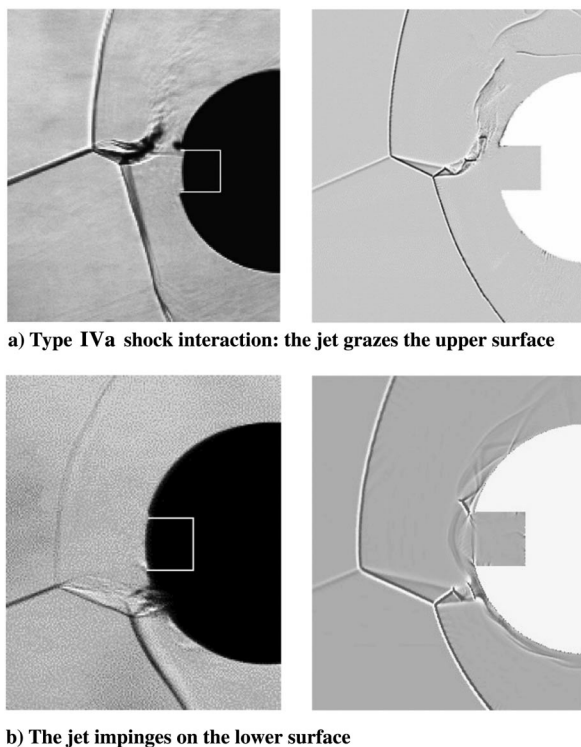 a) Type IVa shock interaction: the jet grazes the upper surface
b) The jet impinges on the lower surface